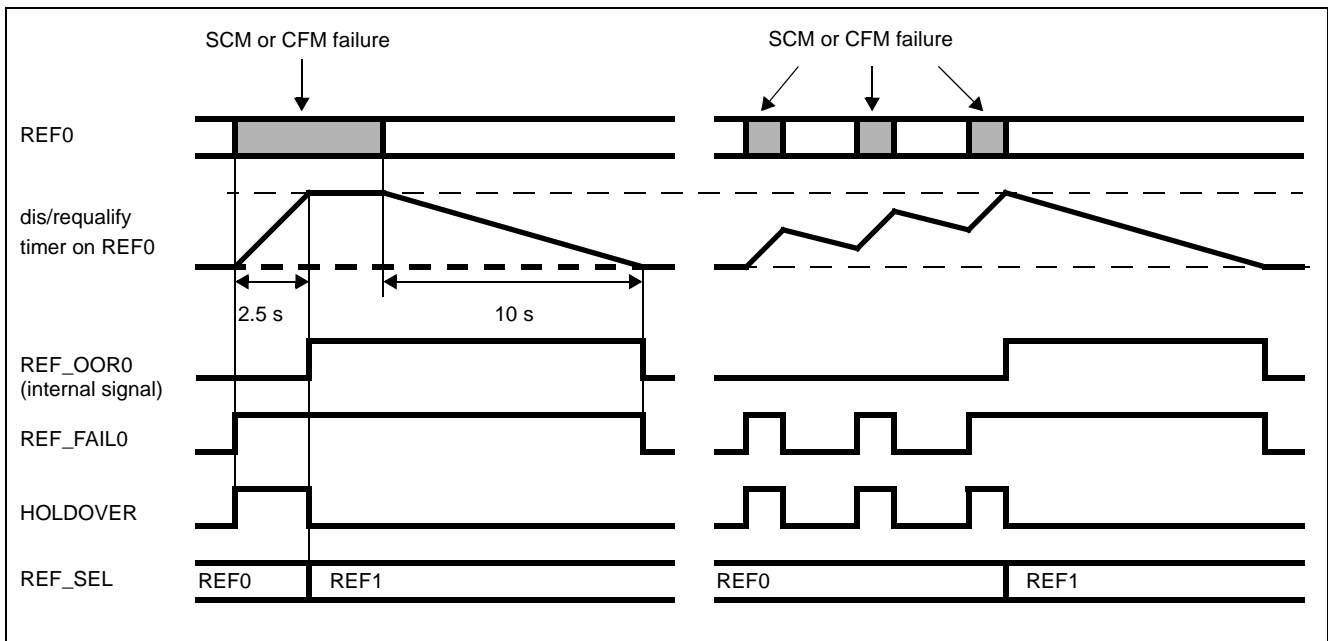 SCM or CFM failure
SCM or CFM failure
REF0
dis/requalify
timer on REF0
2.5 s
10 s
REF_OOR0
(internal signal)
REF_FAIL0
HOLDOVER
REF_SEL
REF0
REF1
REF0
REF1